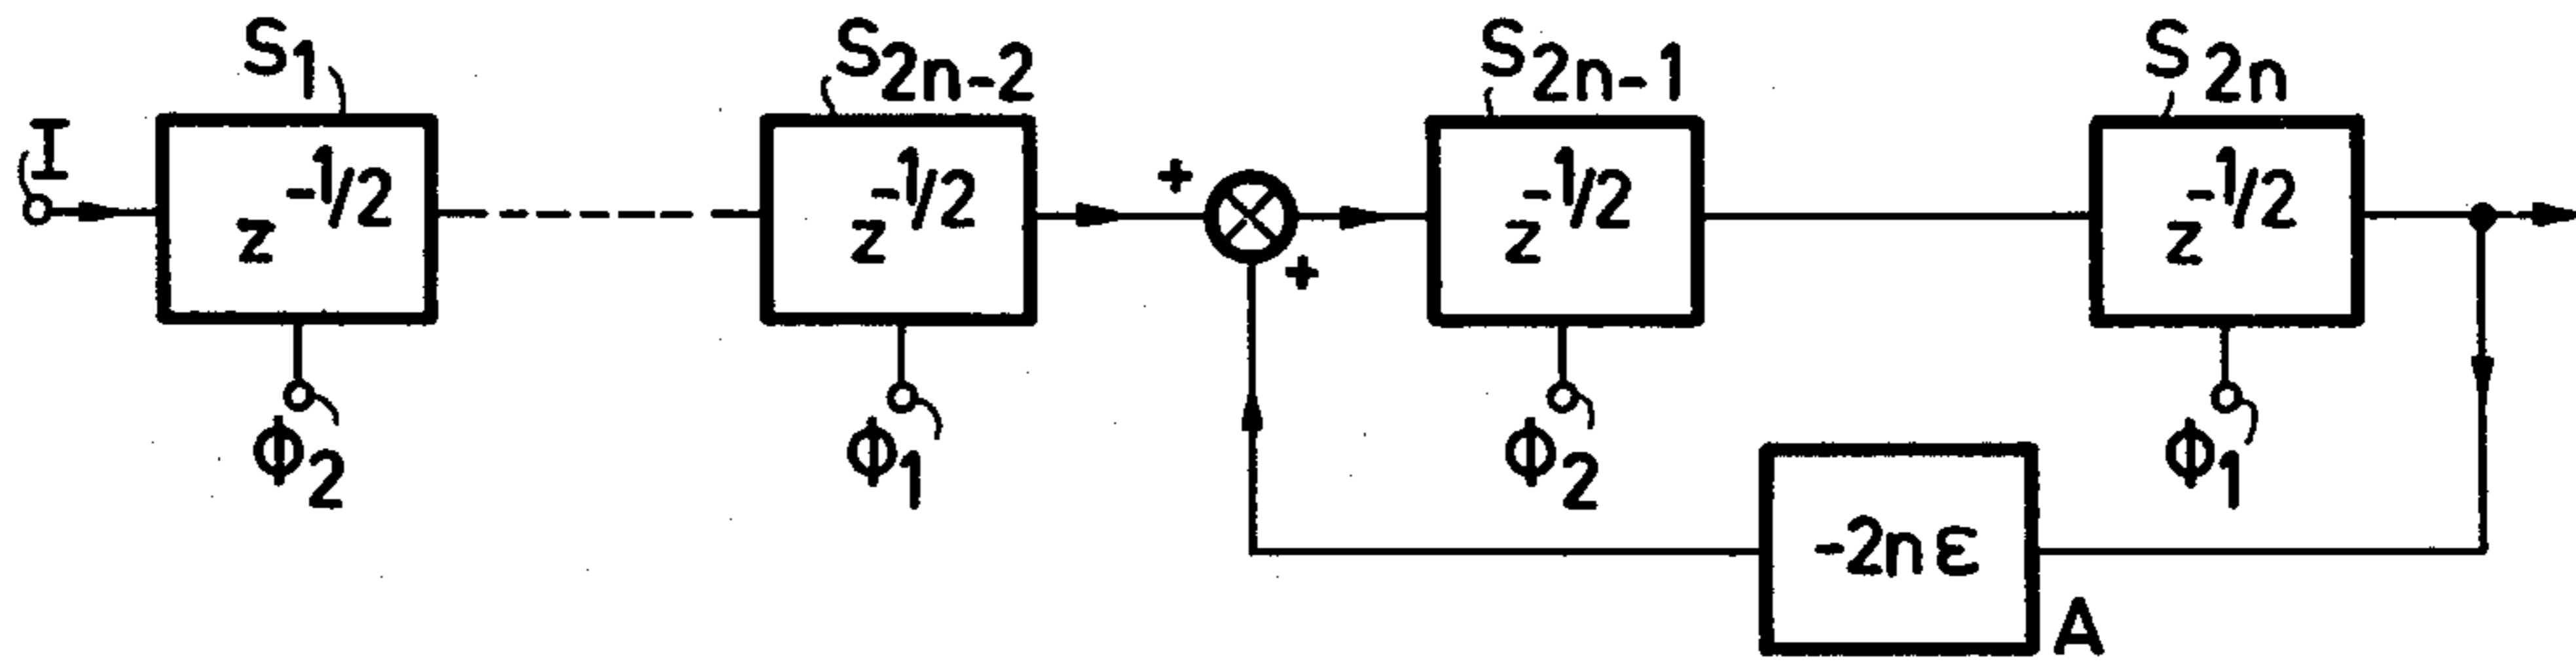 S1 S2n-2 S2n-1 S2n
I
z^-1/2 z^-1/2 z^-1/2 z^-1/2
+
+
ϕ2 ϕ1 ϕ2 ϕ1
-2nε
A